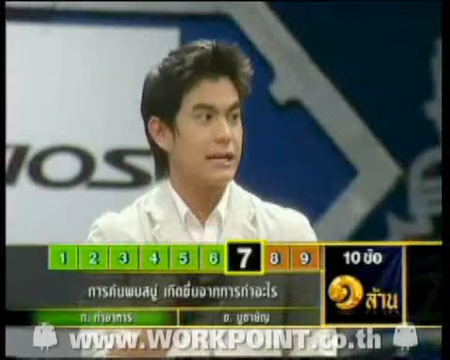 IOSI
1 2 3 4 5 6 7 8 9 10 ข้อ
การค้นพบสบู่ เกิดขึ้นจากการทำอะไร
๑ ล้าน
ก. ทำอาหาร ข. บูชายัญ
www.WORKPOINT.co.th